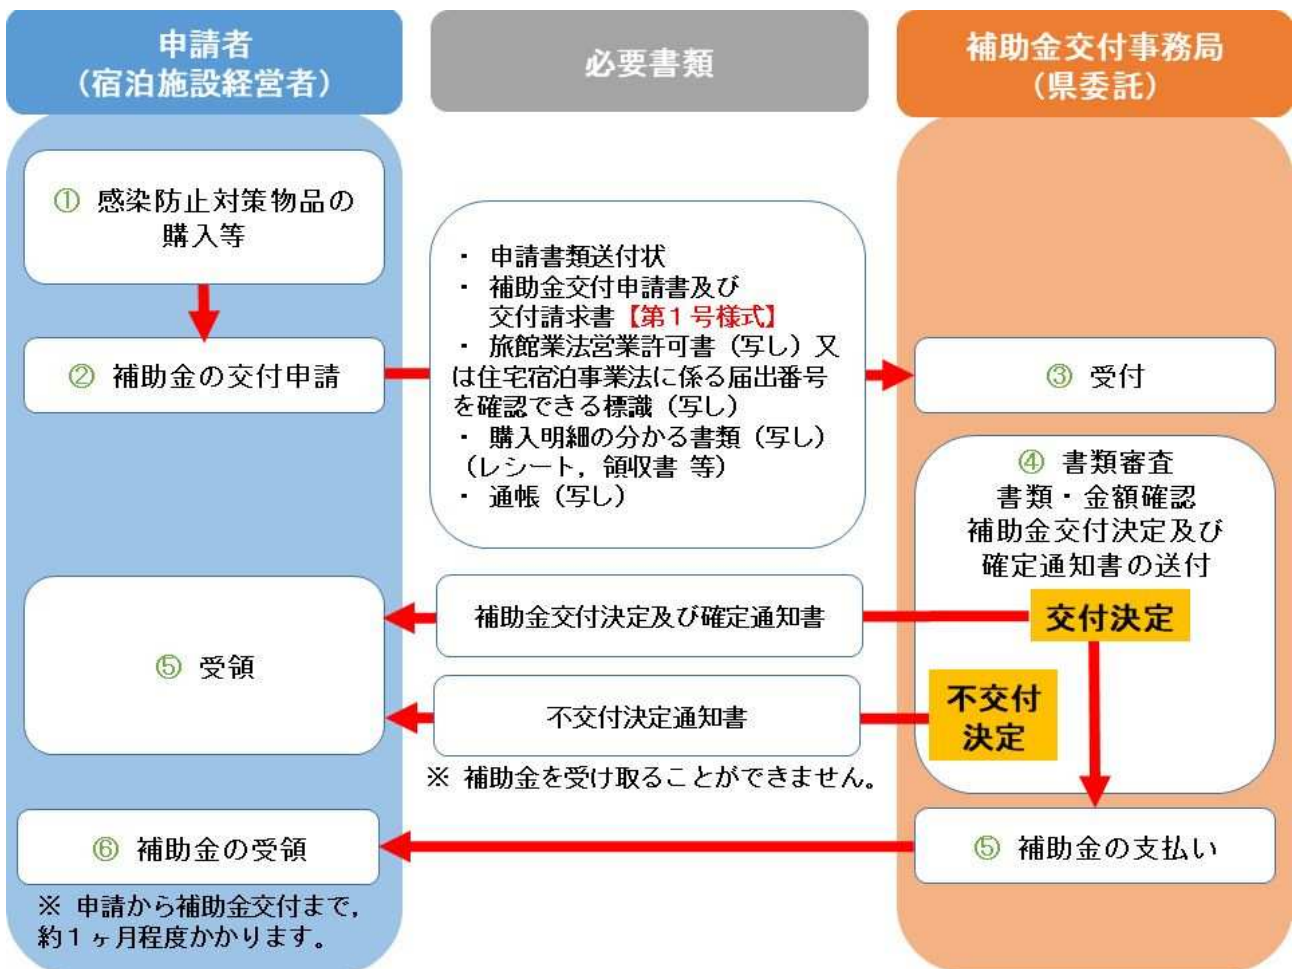 申請者
（宿泊施設経営者）
必要書類
補助金交付事務局
（県委託）
① 感染防止対策物品の
購入等
② 補助金の交付申請
・ 申請書類送付状
・ 補助金交付申請書及び
交付請求書【第１号様式】
・ 旅館業法営業許可書（写し）又
は住宅宿泊事業法に係る届出番号
を確認できる標識（写し）
・ 購入明細の分かる書類（写し）
（レシート，領収書 等）
・ 通帳（写し）
③ 受付
④ 書類審査
書類・金額確認
補助金交付決定及び
確定通知書の送付
交付決定
補助金交付決定及び確定通知書
⑤ 受領
不交付
決定
不交付決定通知書
※ 補助金を受け取ることができません。
⑤ 補助金の支払い
⑥ 補助金の受領
※ 申請から補助金交付まで，
約１ヶ月程度かかります。